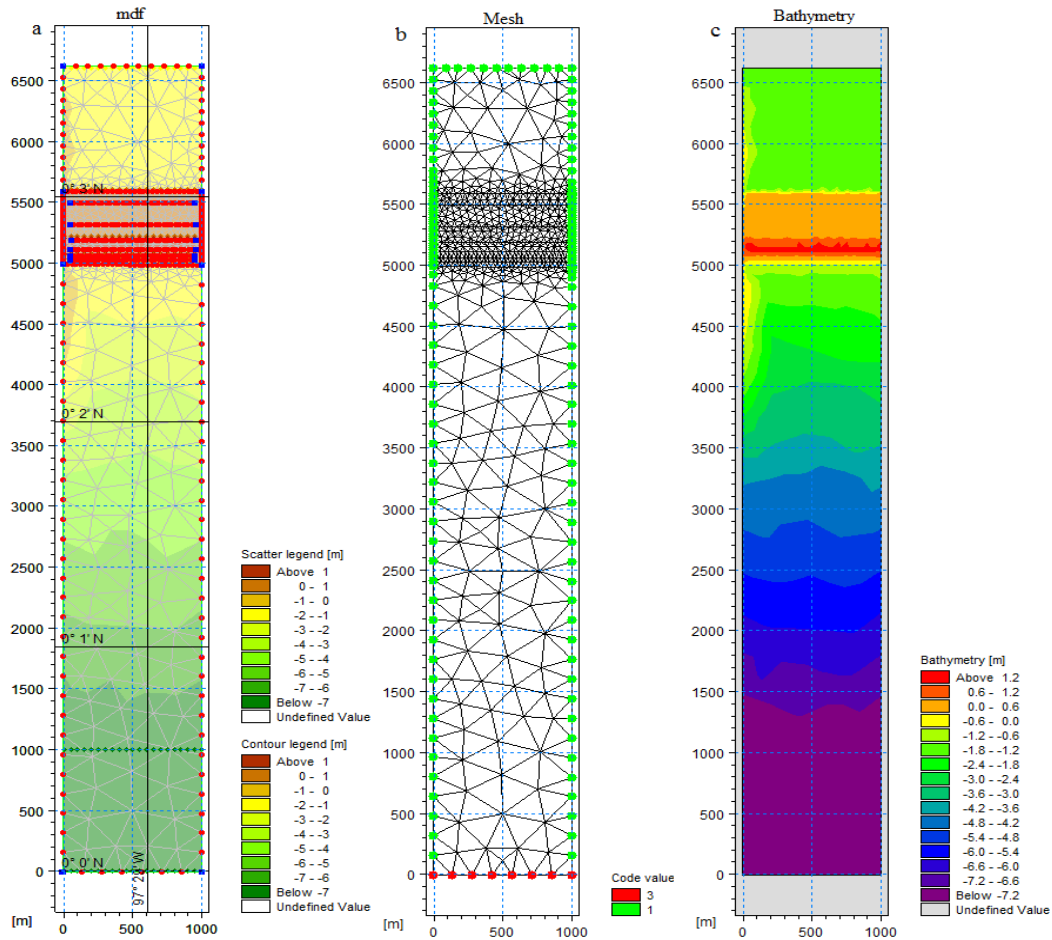 mdf
Mesh
Bathymetry
a
b
c
6500
6000
5500
5000
4500
4000
3500
3000
2500
2000
1500
1000
500
0
[m]
0 500 1000
0° 3' N
0° 2' N
0° 1' N
0° 0' N
Scatter legend [m]
Above 1
0 - 1
-1 - 0
-2 - -1
-3 - -2
-4 - -3
-5 - -4
-6 - -5
-7 - -6
Below -7
Undefined Value
Contour legend [m]
Above 1
0 - 1
-1 - 0
-2 - -1
-3 - -2
-4 - -3
-5 - -4
-6 - -5
-7 - -6
Below -7
Undefined Value
6500
6000
5500
5000
4500
4000
3500
3000
2500
2000
1500
1000
500
0
[m]
0 500 1000
Code value
3
1
6500
6000
5500
5000
4500
4000
3500
3000
2500
2000
1500
1000
500
0
[m]
0 500 1000
Bathymetry [m]
Above 1.2
0.6 - 1.2
0.0 - 0.6
-0.6 - 0.0
-1.2 - -0.6
-1.8 - -1.2
-2.4 - -1.8
-3.0 - -2.4
-3.6 - -3.0
-4.2 - -3.6
-4.8 - -4.2
-5.4 - -4.8
-6.0 - -5.4
-6.6 - -6.0
-7.2 - -6.6
Below -7.2
Undefined Value